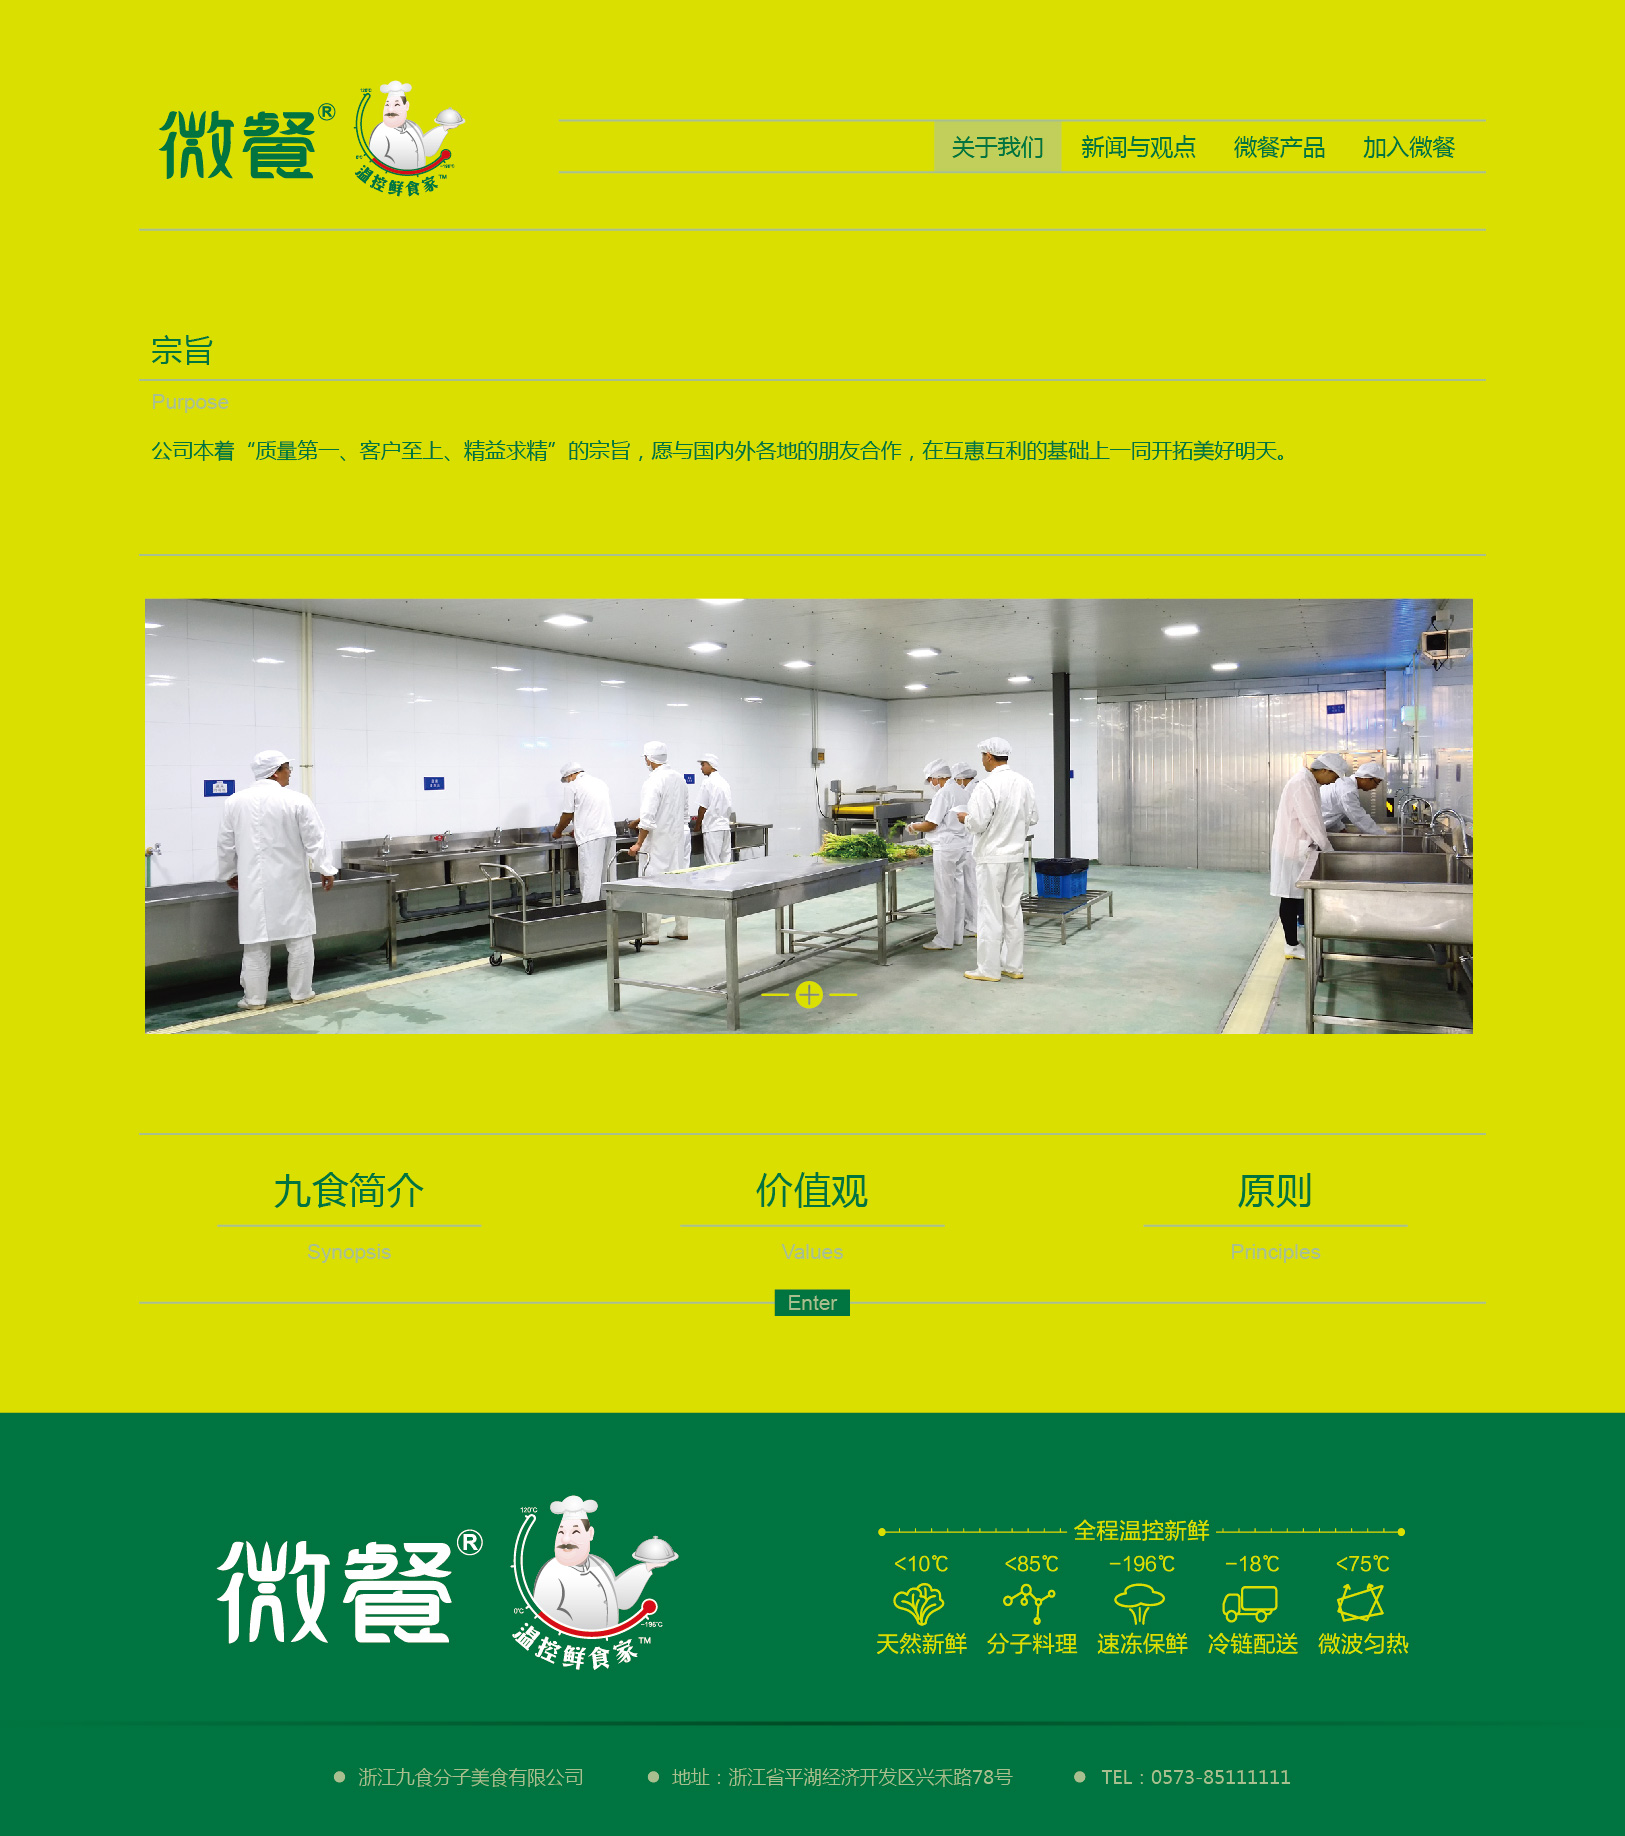 微餐®
120℃
0℃
-196℃
温控鲜食家™
关于我们 新闻与观点 微餐产品 加入微餐
宗旨
Purpose
公司本着“质量第一、客户至上、精益求精”的宗旨，愿与国内外各地的朋友合作，在互惠互利的基础上一同开拓美好明天。
九食简介 价值观 原则
Synopsis Values Principles
Enter
微餐®
120℃
0℃
-196℃
温控鲜食家™
全程温控新鲜
<10℃ <85℃ -196℃ -18℃ <75℃
天然新鲜 分子料理 速冻保鲜 冷链配送 微波匀热
浙江九食分子美食有限公司 地址：浙江省平湖经济开发区兴禾路78号 TEL：0573-85111111